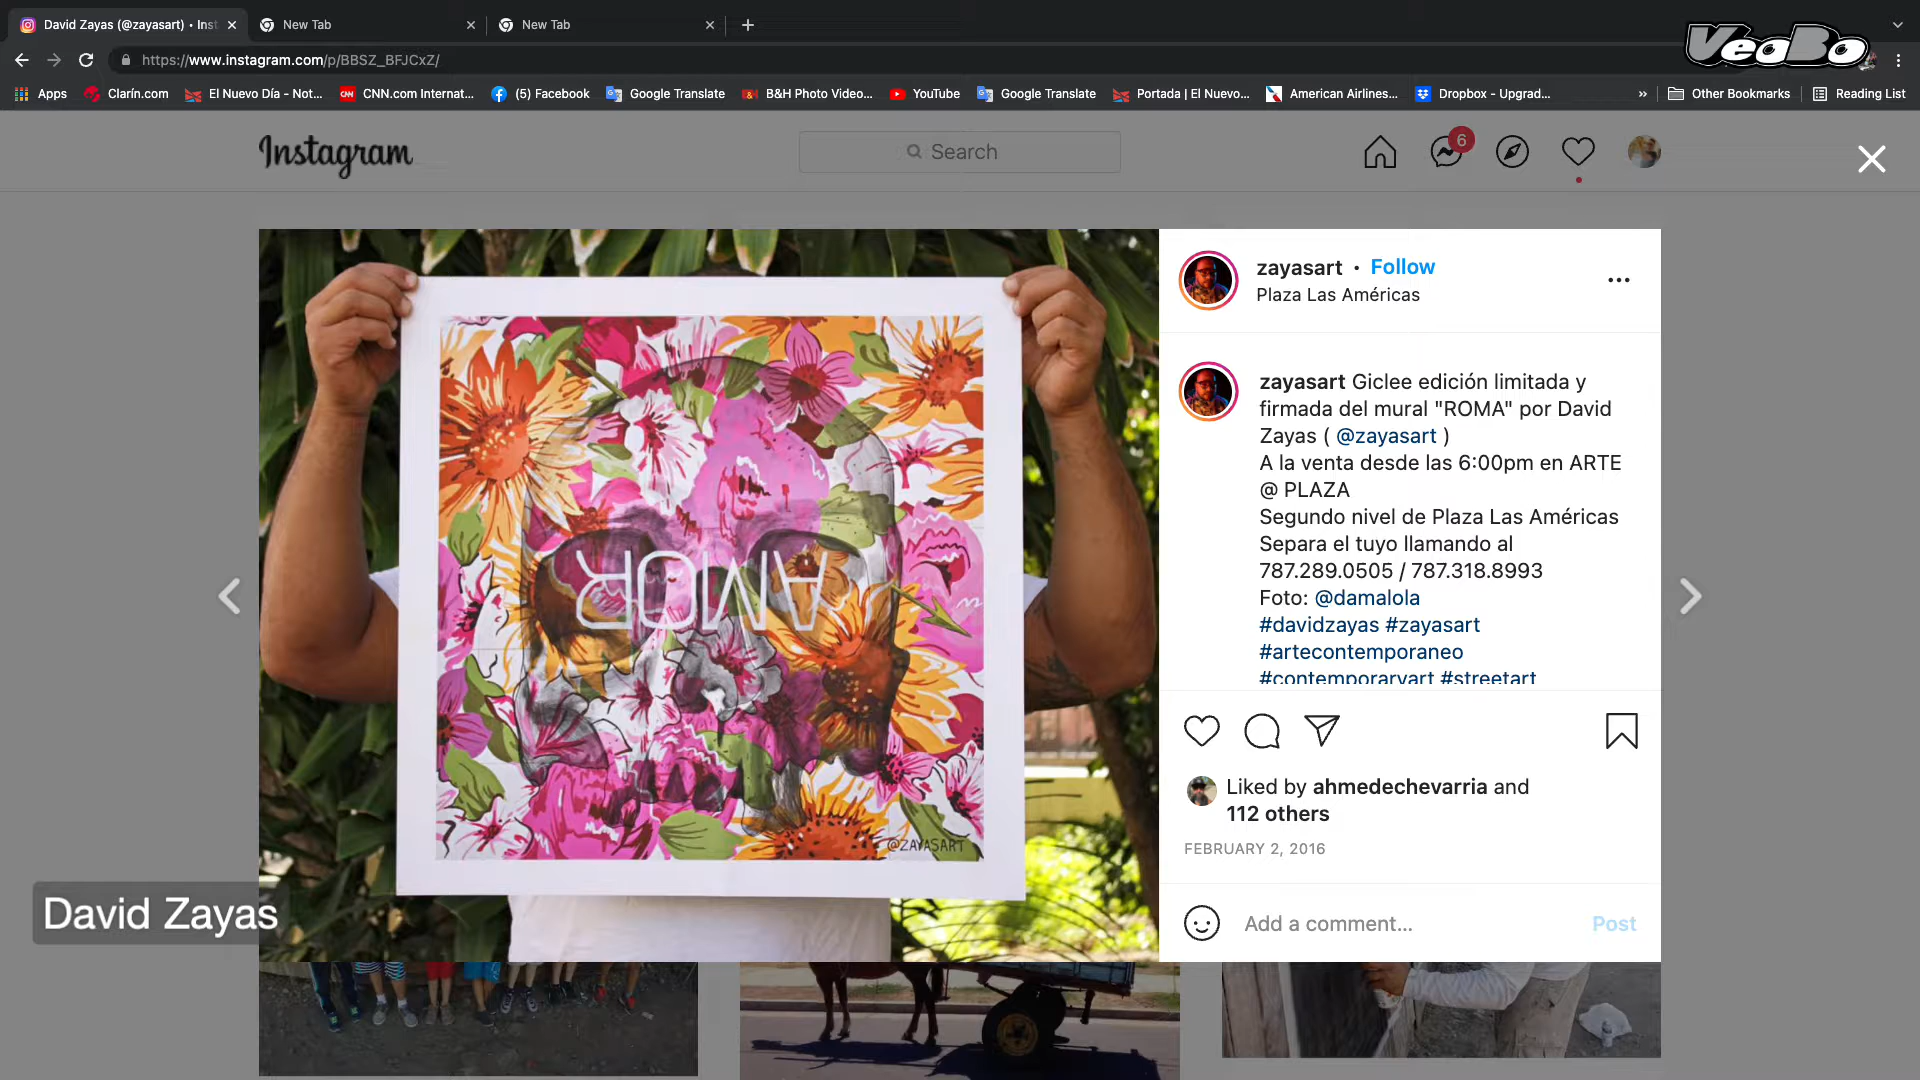 David Zayas (@zayasart) • Inst
New Tab
New Tab
VeaBo
https://www.instagram.com/p/BBSZ_BFJCxZ/
Apps
Clarín.com
El Nuevo Día - Not...
CNN.com Internat...
(5) Facebook
Google Translate
B&H Photo Video...
YouTube
Google Translate
Portada | El Nuevo...
American Airlines...
Dropbox - Upgrad...
»
Other Bookmarks
Reading List
Instagram
Search
6
zayasart • Follow
Plaza Las Américas
zayasart Giclee edición limitada y
firmada del mural "ROMA" por David
Zayas ( @zayasart )
A la venta desde las 6:00pm en ARTE
@ PLAZA
Segundo nivel de Plaza Las Américas
Separa el tuyo llamando al
787.289.0505 / 787.318.8993
Foto: @damalola
#davidzayas #zayasart
#artecontemporaneo
#contemporaryart #streetart
AMOR
@ZAYASART
Liked by ahmedechevarria and
112 others
FEBRUARY 2, 2016
Add a comment...
Post
David Zayas